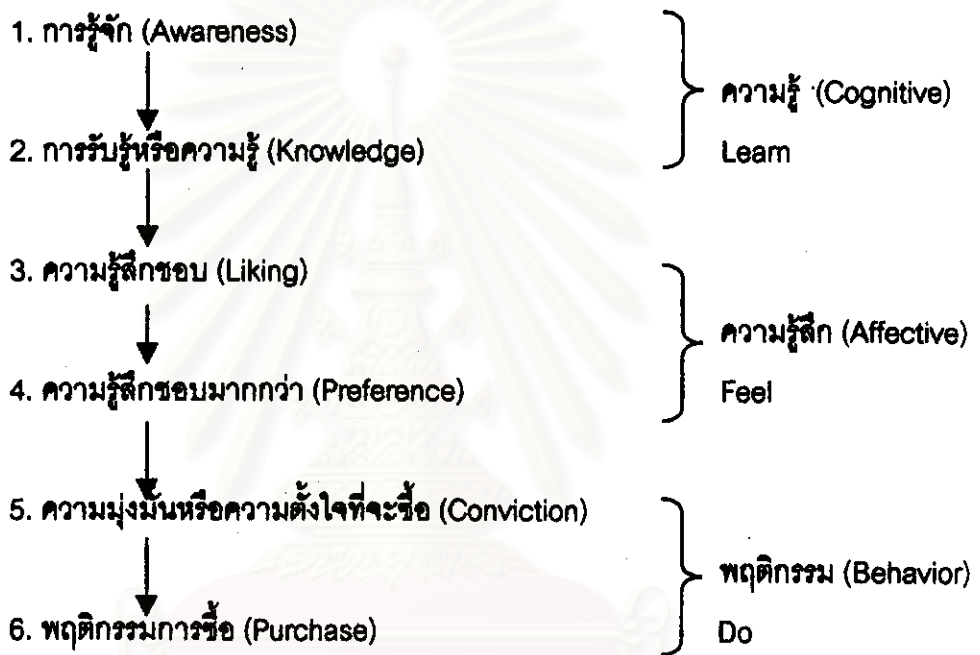 1. การรู้จัก (Awareness)
ความรู้ (Cognitive)
2. การรับรู้หรือความรู้ (Knowledge)
Learn
3. ความรู้สึกชอบ (Liking)
ความรู้สึก (Affective)
4. ความรู้สึกชอบมากกว่า (Preference)
Feel
5. ความมุ่งมั่นหรือความตั้งใจที่จะซื้อ (Conviction)
พฤติกรรม (Behavior)
6. พฤติกรรมการซื้อ (Purchase)
Do